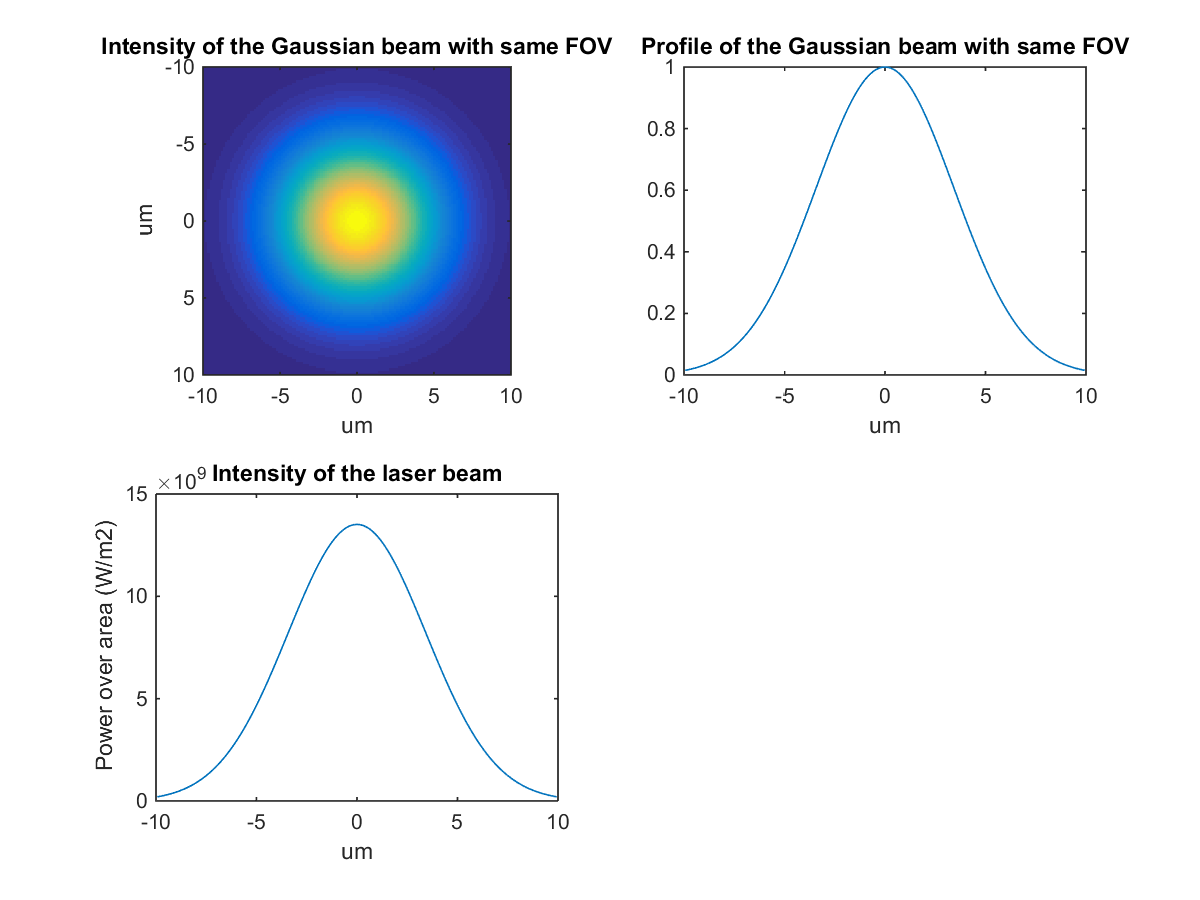 Intensity of the Gaussian beam with same FOV
-10
-5
0
5
10
um
-10 -5 0 5 10
um
Profile of the Gaussian beam with same FOV
1
0.8
0.6
0.4
0.2
0
-10 -5 0 5 10
um
×10⁹ Intensity of the laser beam
15
10
5
0
Power over area (W/m2)
-10 -5 0 5 10
um